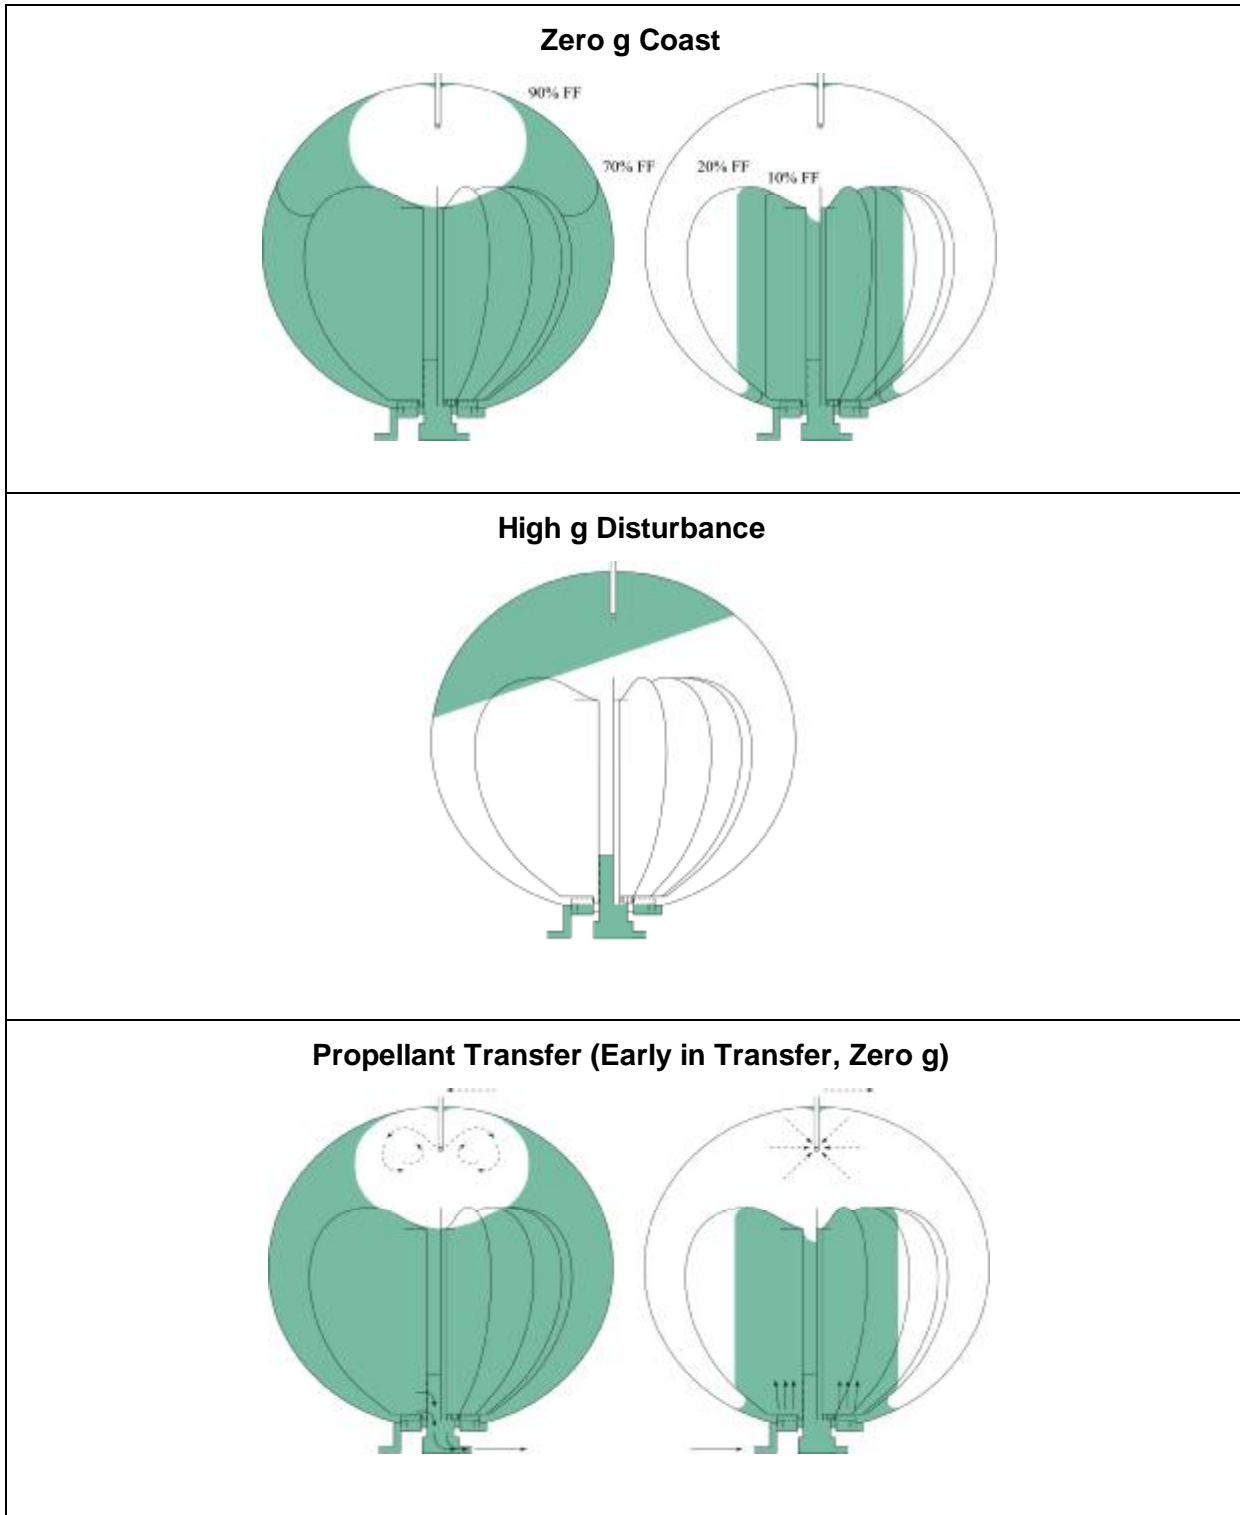 Zero g Coast
90% FF
70% FF
20% FF
10% FF
High g Disturbance
Propellant Transfer (Early in Transfer, Zero g)